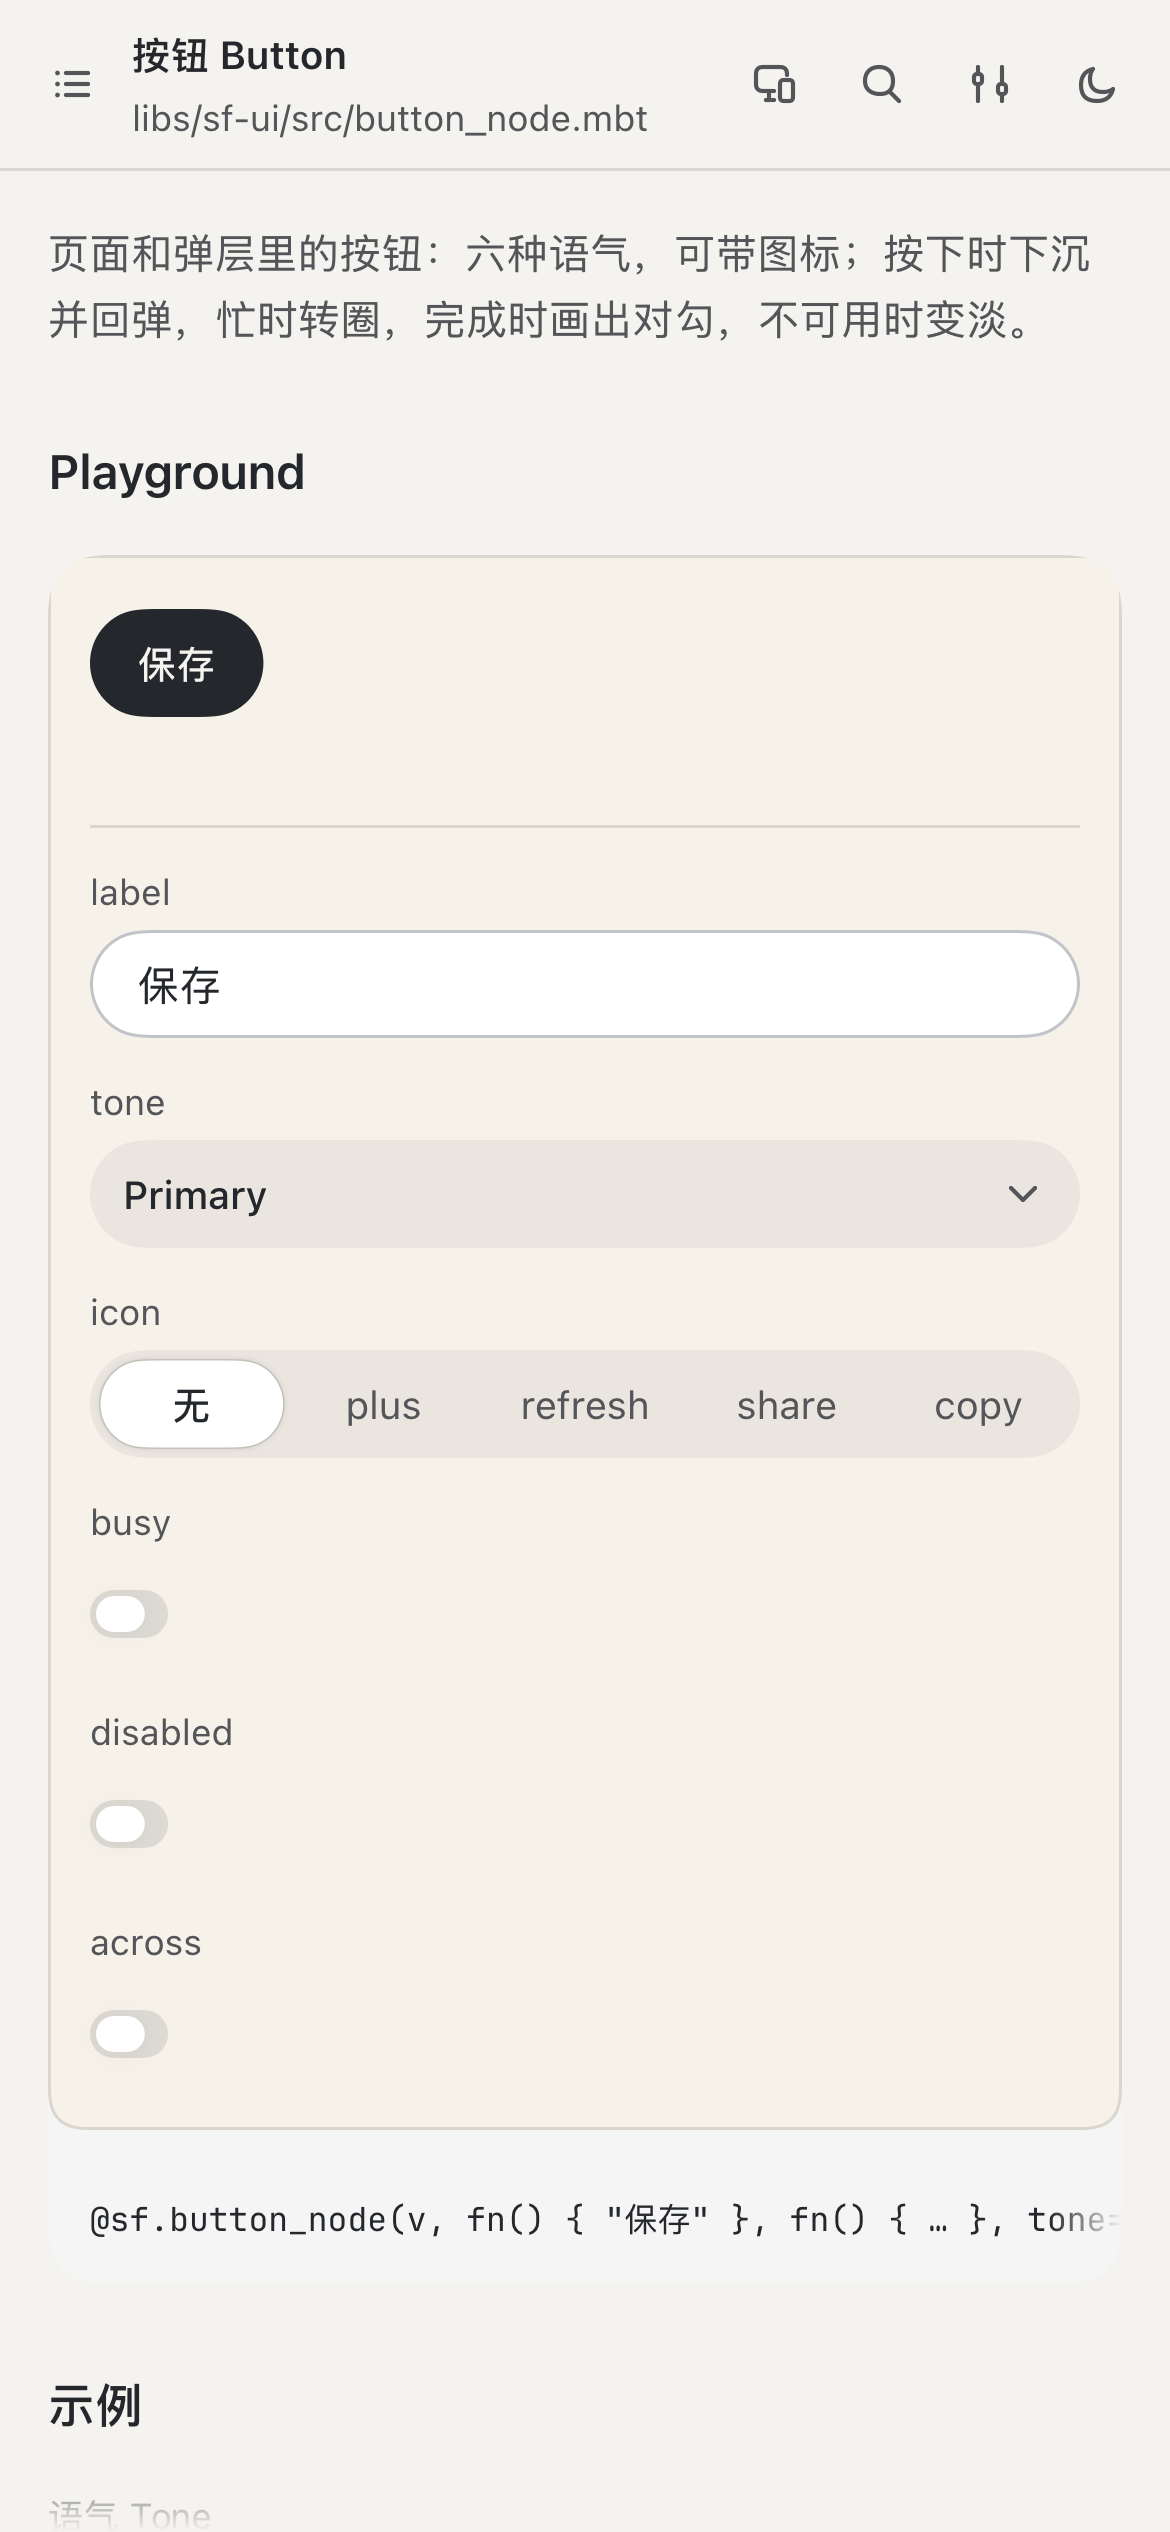 按钮 Button
libs/sf-ui/src/button_node.mbt
页面和弹层里的按钮：六种语气，可带图标；按下时下沉
并回弹，忙时转圈，完成时画出对勾，不可用时变淡。
Playground
保存
label
保存
tone
Primary
icon
无 plus refresh share copy
busy
disabled
across
@sf.button_node(v, fn() { "保存" }, fn() { … }, tone=
示例
语气 Tone